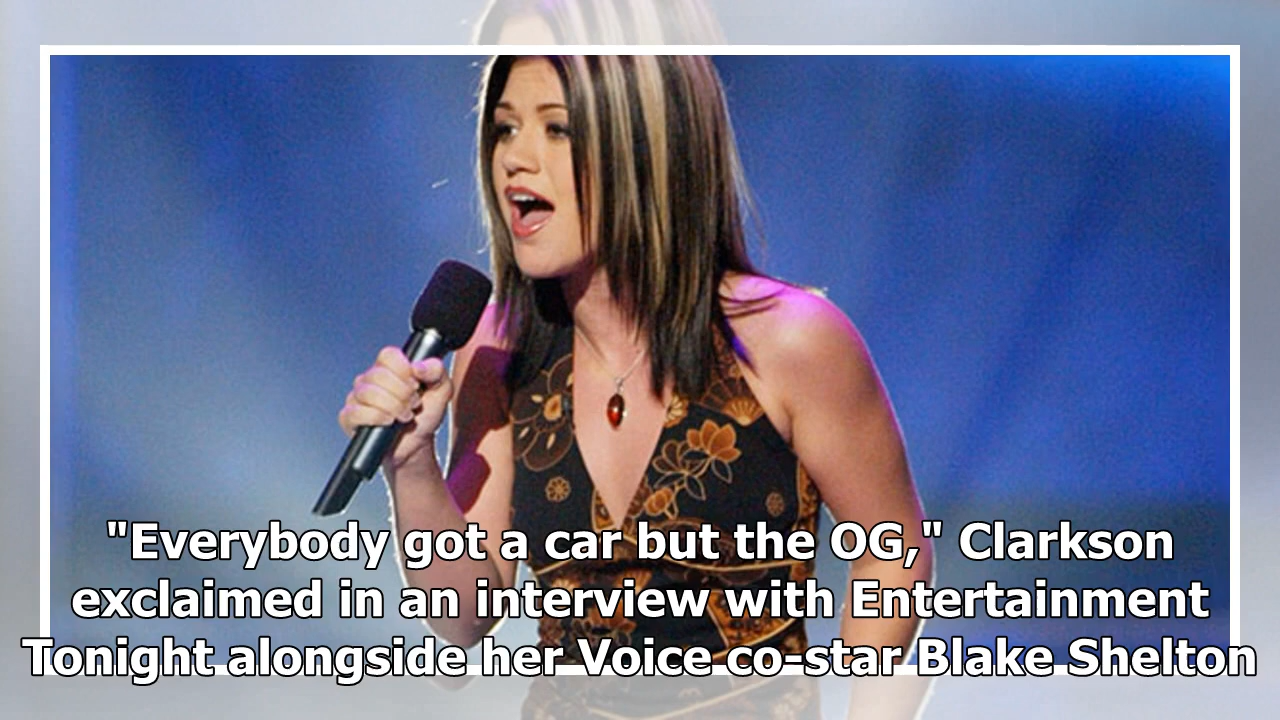 "Everybody got a car but the OG," Clarkson
exclaimed in an interview with Entertainment
Tonight alongside her Voice co-star Blake Shelton